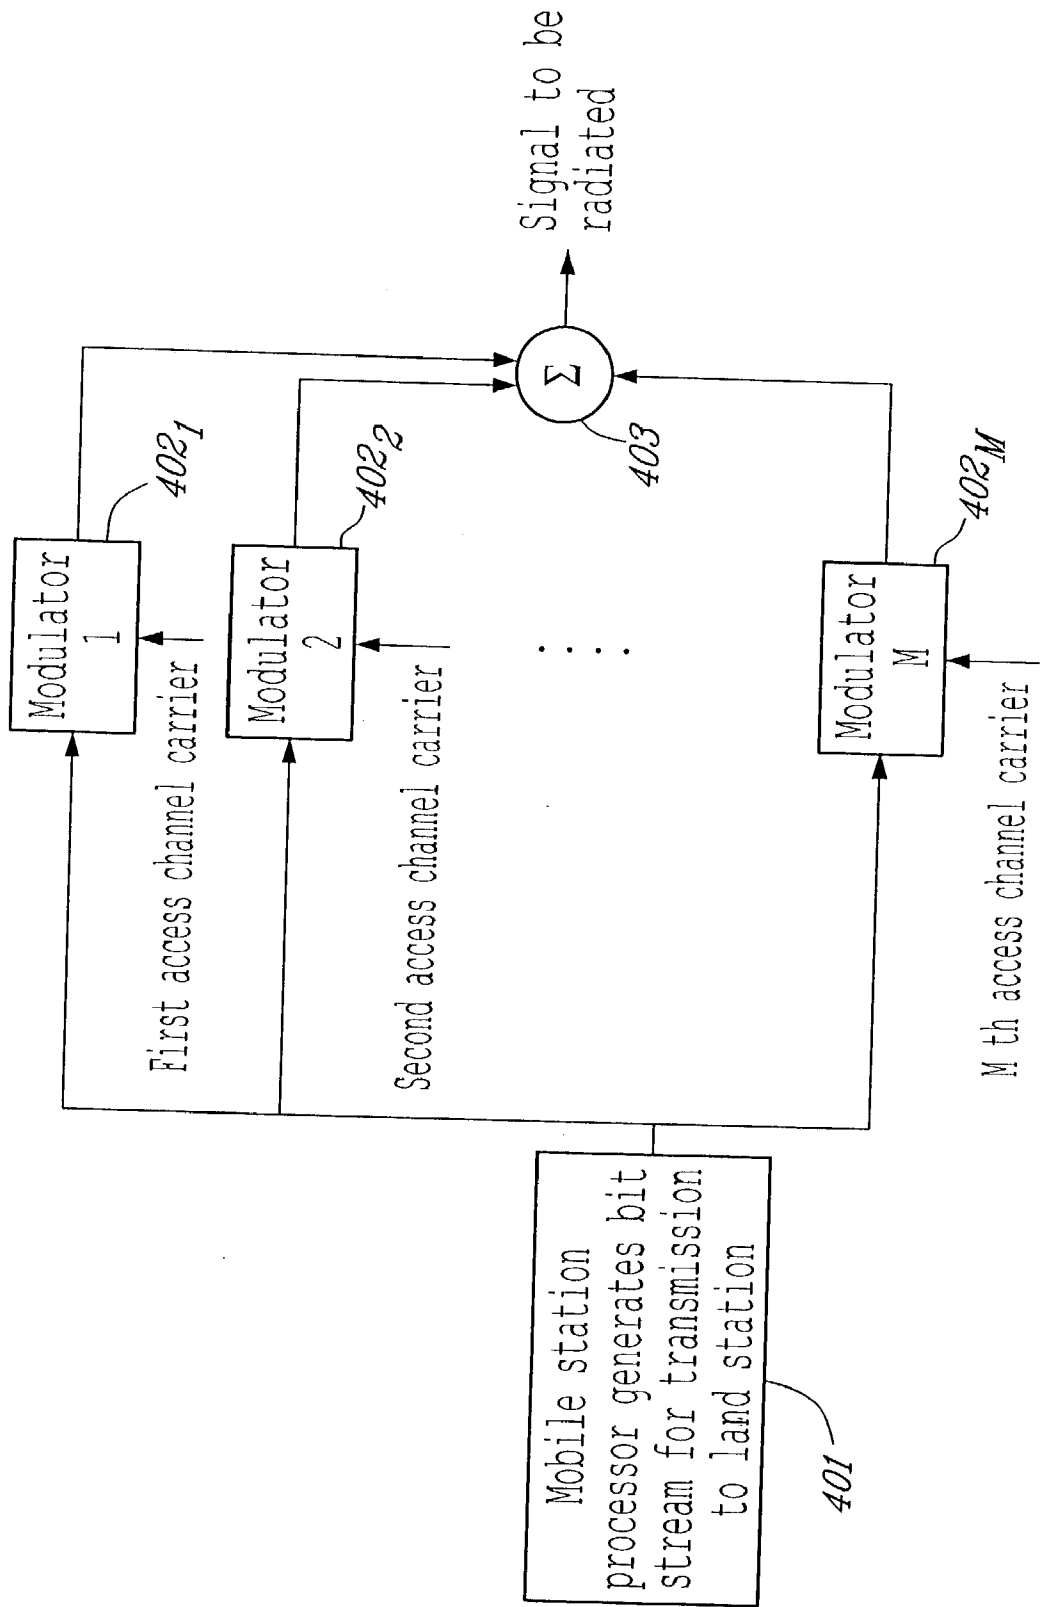 Mobile station
processor generates bit
stream for transmission
to land station
401
Modulator
1
402₁
First access channel carrier
Modulator
2
402₂
Second access channel carrier
. . . .
Modulator
M
402M
M th access channel carrier
Σ
403
Signal to be
radiated